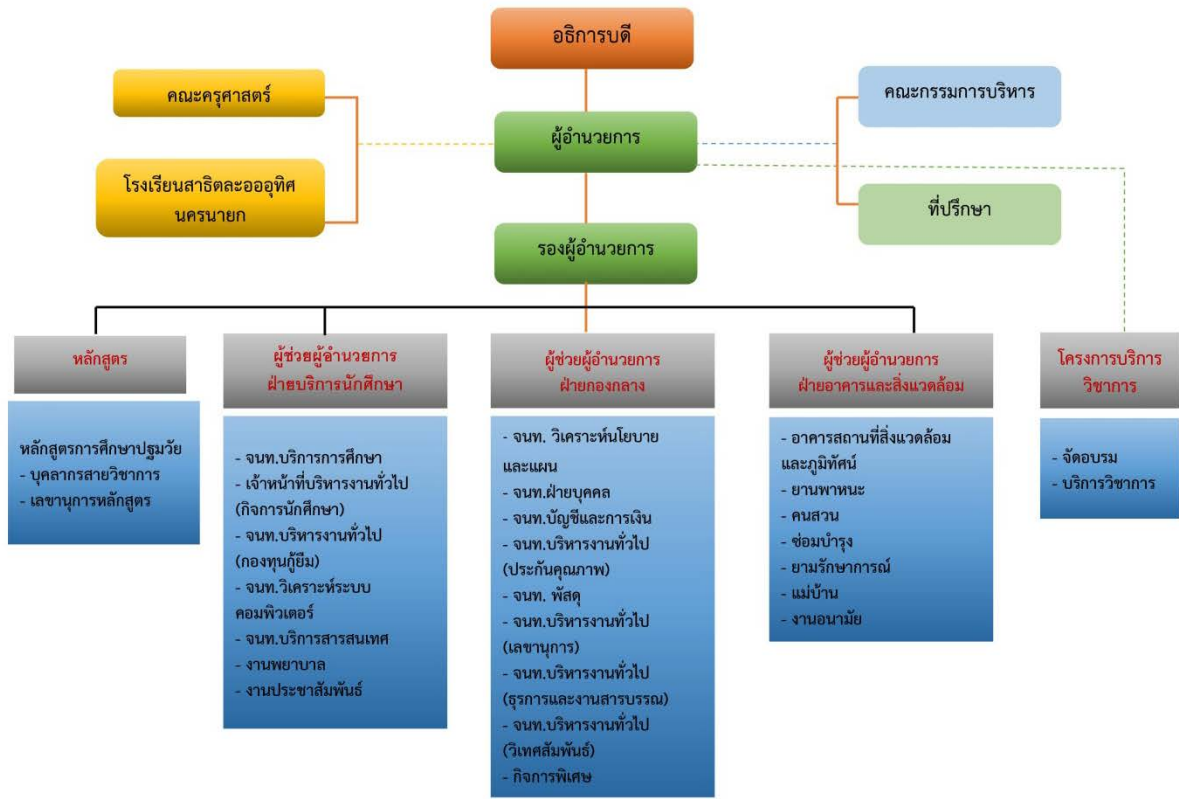 อธิการบดี
คณะครุศาสตร์
คณะกรรมการบริหาร
ผู้อำนวยการ
โรงเรียนสาธิตละอออุทิศ
นครนายก
ที่ปรึกษา
รองผู้อำนวยการ
หลักสูตร
หลักสูตรการศึกษาปฐมวัย
- บุคลากรสายวิชาการ
- เลขานุการหลักสูตร
ผู้ช่วยผู้อำนวยการ
ฝ่ายบริการนักศึกษา
- จนท.บริการการศึกษา
- เจ้าหน้าที่บริหารงานทั่วไป
(กิจการนักศึกษา)
- จนท.บริหารงานทั่วไป
(กองทุนกู้ยืม)
- จนท.วิเคราะห์ระบบ
คอมพิวเตอร์
- จนท.บริการสารสนเทศ
- งานพยาบาล
- งานประชาสัมพันธ์
ผู้ช่วยผู้อำนวยการ
ฝ่ายกองกลาง
- จนท. วิเคราะห์นโยบาย
และแผน
- จนท.ฝ่ายบุคคล
- จนท.บัญชีและการเงิน
- จนท.บริหารงานทั่วไป
(ประกันคุณภาพ)
- จนท. พัสดุ
- จนท.บริหารงานทั่วไป
(เลขานุการ)
- จนท.บริหารงานทั่วไป
(ธุรการและงานสารบรรณ)
- จนท.บริหารงานทั่วไป
(วิเทศสัมพันธ์)
- กิจการพิเศษ
ผู้ช่วยผู้อำนวยการ
ฝ่ายอาคารและสิ่งแวดล้อม
- อาคารสถานที่สิ่งแวดล้อม
และภูมิทัศน์
- ยานพาหนะ
- คนสวน
- ซ่อมบำรุง
- ยามรักษาการณ์
- แม่บ้าน
- งานอนามัย
โครงการบริการ
วิชาการ
- จัดอบรม
- บริการวิชาการ